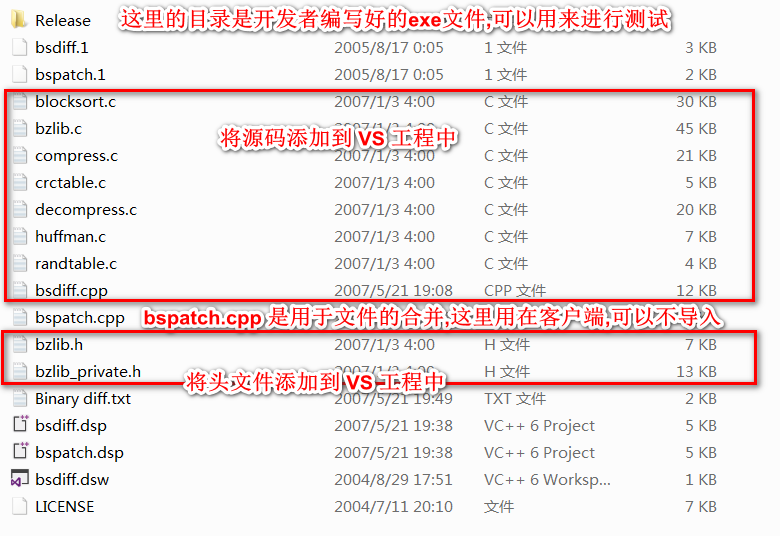 Release 这里的目录是开发者编写好的exe文件,可以用来进行测试
bsdiff.1 2005/8/17 0:05 1 文件 3 KB
bspatch.1 2005/8/17 0:05 1 文件 2 KB
blocksort.c 2007/1/3 4:00 C 文件 30 KB
bzlib.c 2007/1/3 4:00 C 文件 45 KB
将源码添加到 VS 工程中
compress.c 2007/1/3 4:00 C 文件 21 KB
crctable.c 2007/1/3 4:00 C 文件 5 KB
decompress.c 2007/1/3 4:00 C 文件 20 KB
huffman.c 2007/1/3 4:00 C 文件 7 KB
randtable.c 2007/1/3 4:00 C 文件 4 KB
bsdiff.cpp 2007/5/21 19:08 CPP 文件 12 KB
bspatch.cpp bspatch.cpp 是用于文件的合并,这里用在客户端,可以不导入
bzlib.h 2007/1/3 4:00 H 文件 7 KB
bzlib_private.h 2007/1/3 4:00 H 文件 13 KB
将头文件添加到 VS 工程中
Binary diff.txt 2007/5/21 19:49 TXT 文件 2 KB
bsdiff.dsp 2007/5/21 19:38 VC++ 6 Project 5 KB
bspatch.dsp 2007/5/21 19:38 VC++ 6 Project 5 KB
bsdiff.dsw 2004/8/29 17:51 VC++ 6 Worksp... 1 KB
LICENSE 2004/7/11 20:10 文件 7 KB